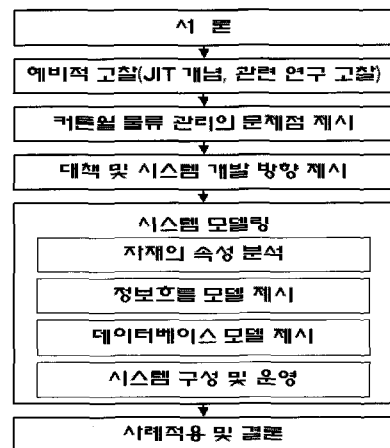 서 론
예비적 고찰(JIT 개념, 관련 연구 고찰)
커튼월 물류 관리의 문제점 제시
대책 및 시스템 개발 방향 제시
시스템 모델링
자재의 속성 분석
정보흐름 모델 제시
데이터베이스 모델 제시
시스템 구성 및 운영
사례적용 및 결론